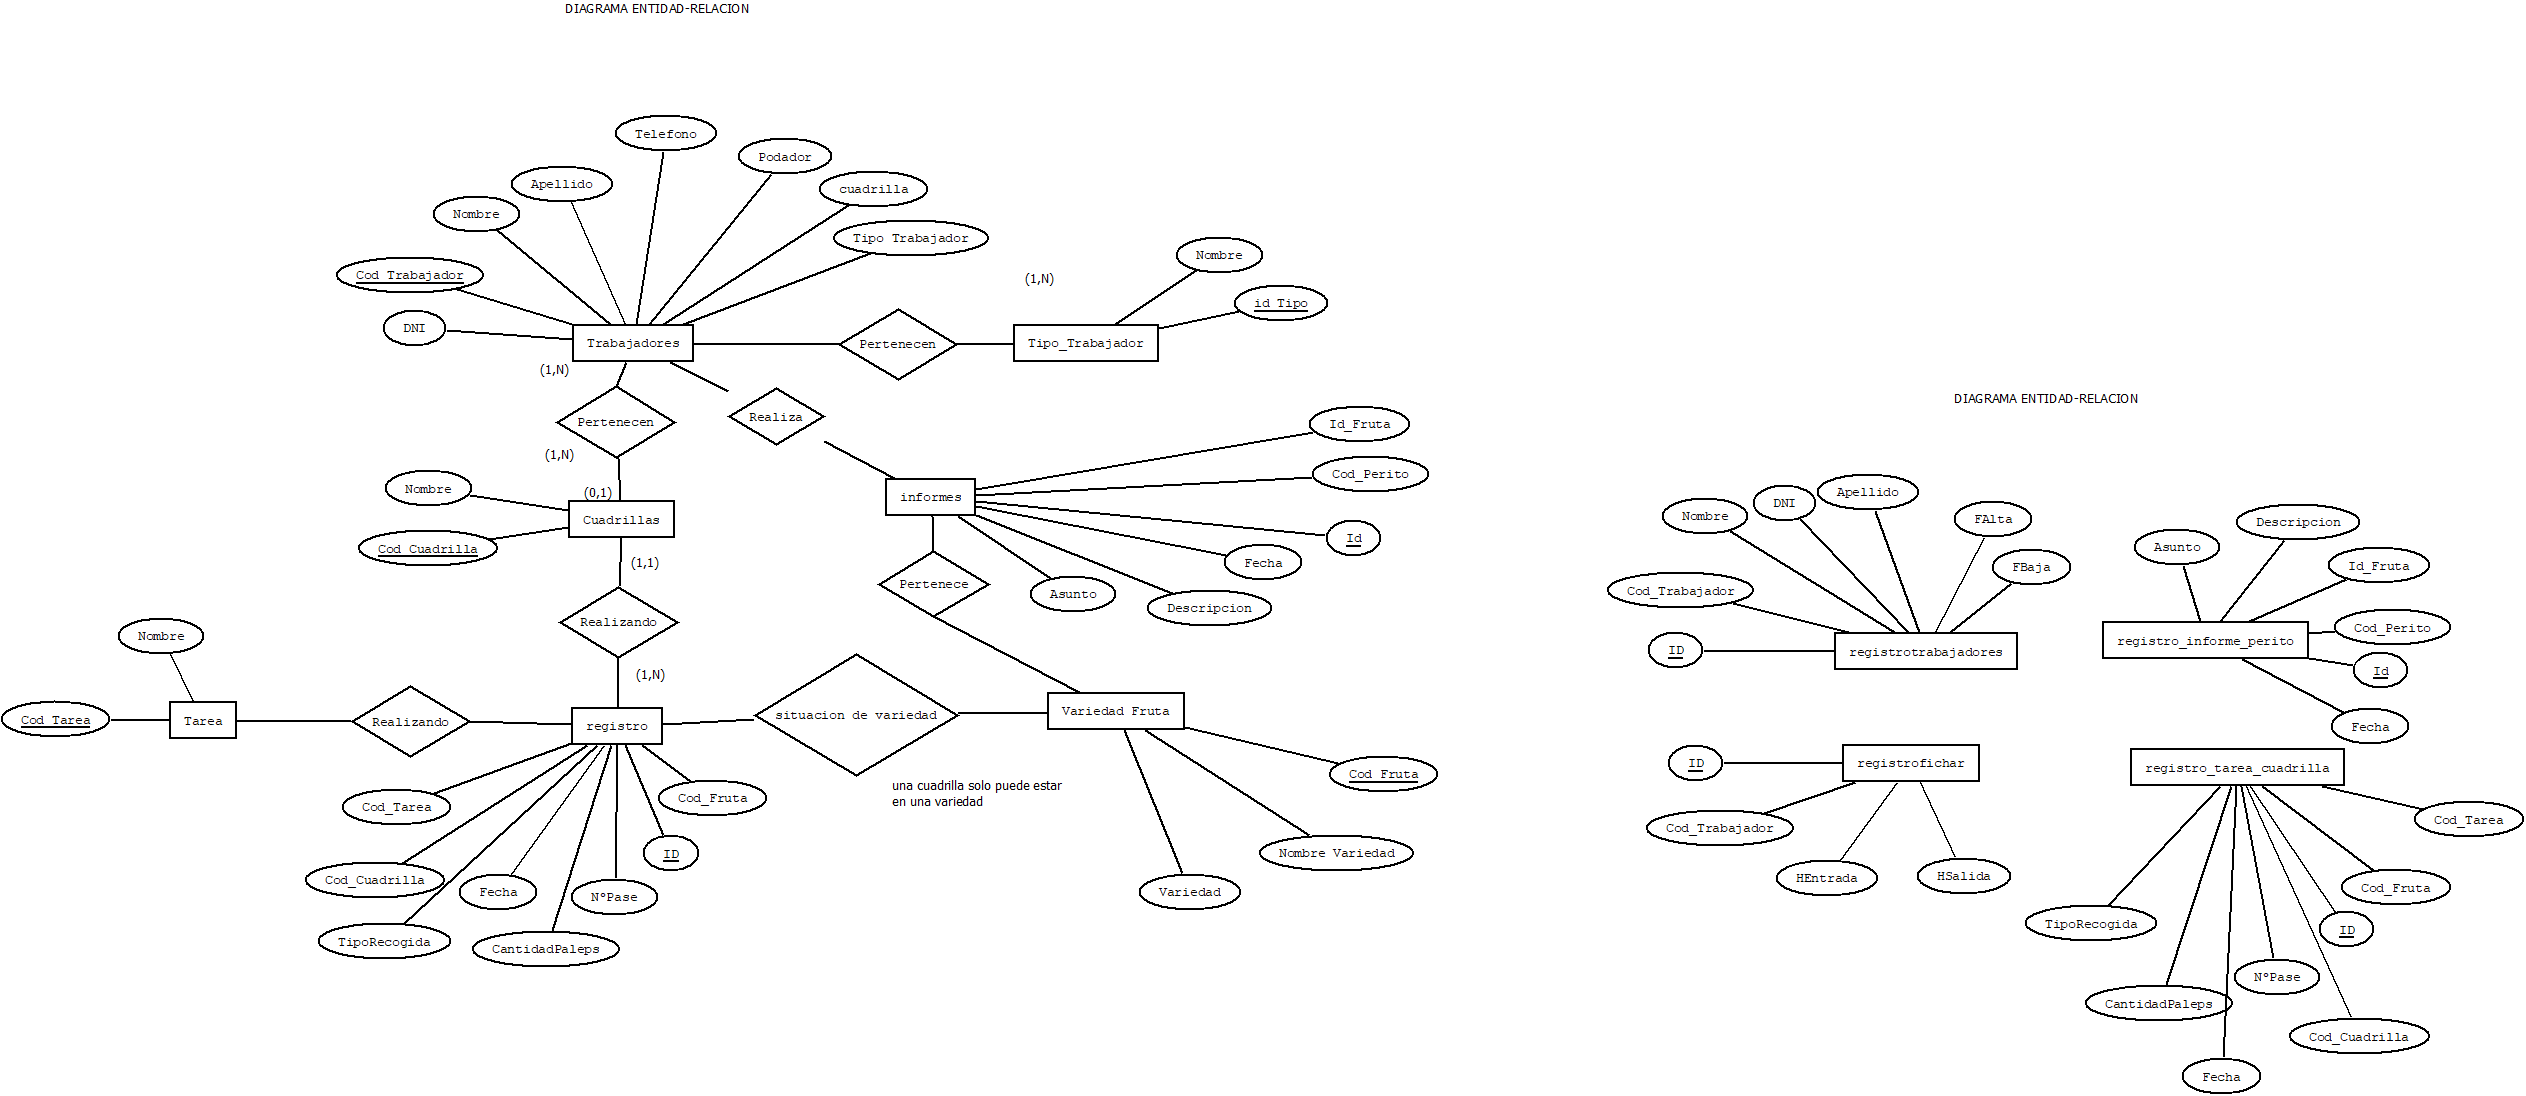 DIAGRAMA ENTIDAD-RELACION
Telefono
Podador
Apellido
cuadrilla
Nombre
Tipo Trabajador
Nombre
Cod Trabajador
(1,N)
id Tipo
DNI
Trabajadores
Pertenecen
Tipo_Trabajador
(1,N)
Pertenecen
Realiza
(1,N)
Id_Fruta
Cod_Perito
Nombre
(0,1)
informes
Cuadrillas
Cod Cuadrilla
Id
(1,1)
Fecha
Pertenece
Asunto
Descripcion
Realizando
Nombre
(1,N)
Cod Tarea
Tarea
Realizando
registro
situacion de variedad
Variedad Fruta
una cuadrilla solo puede estar
en una variedad
Cod Fruta
Cod_Tarea
Cod_Fruta
ID
Nombre Variedad
Cod_Cuadrilla
Fecha
N°Pase
Variedad
TipoRecogida
CantidadPaleps
DIAGRAMA ENTIDAD-RELACION
Nombre
DNI
Apellido
FAlta
FBaja
Cod_Trabajador
ID
registrotrabajadores
Asunto
Descripcion
Id_Fruta
Cod_Perito
registro_informe_perito
Id
Fecha
ID
registrofichar
Cod_Trabajador
HEntrada
HSalida
registro_tarea_cuadrilla
Cod_Tarea
Cod_Fruta
TipoRecogida
ID
N°Pase
CantidadPaleps
Cod_Cuadrilla
Fecha